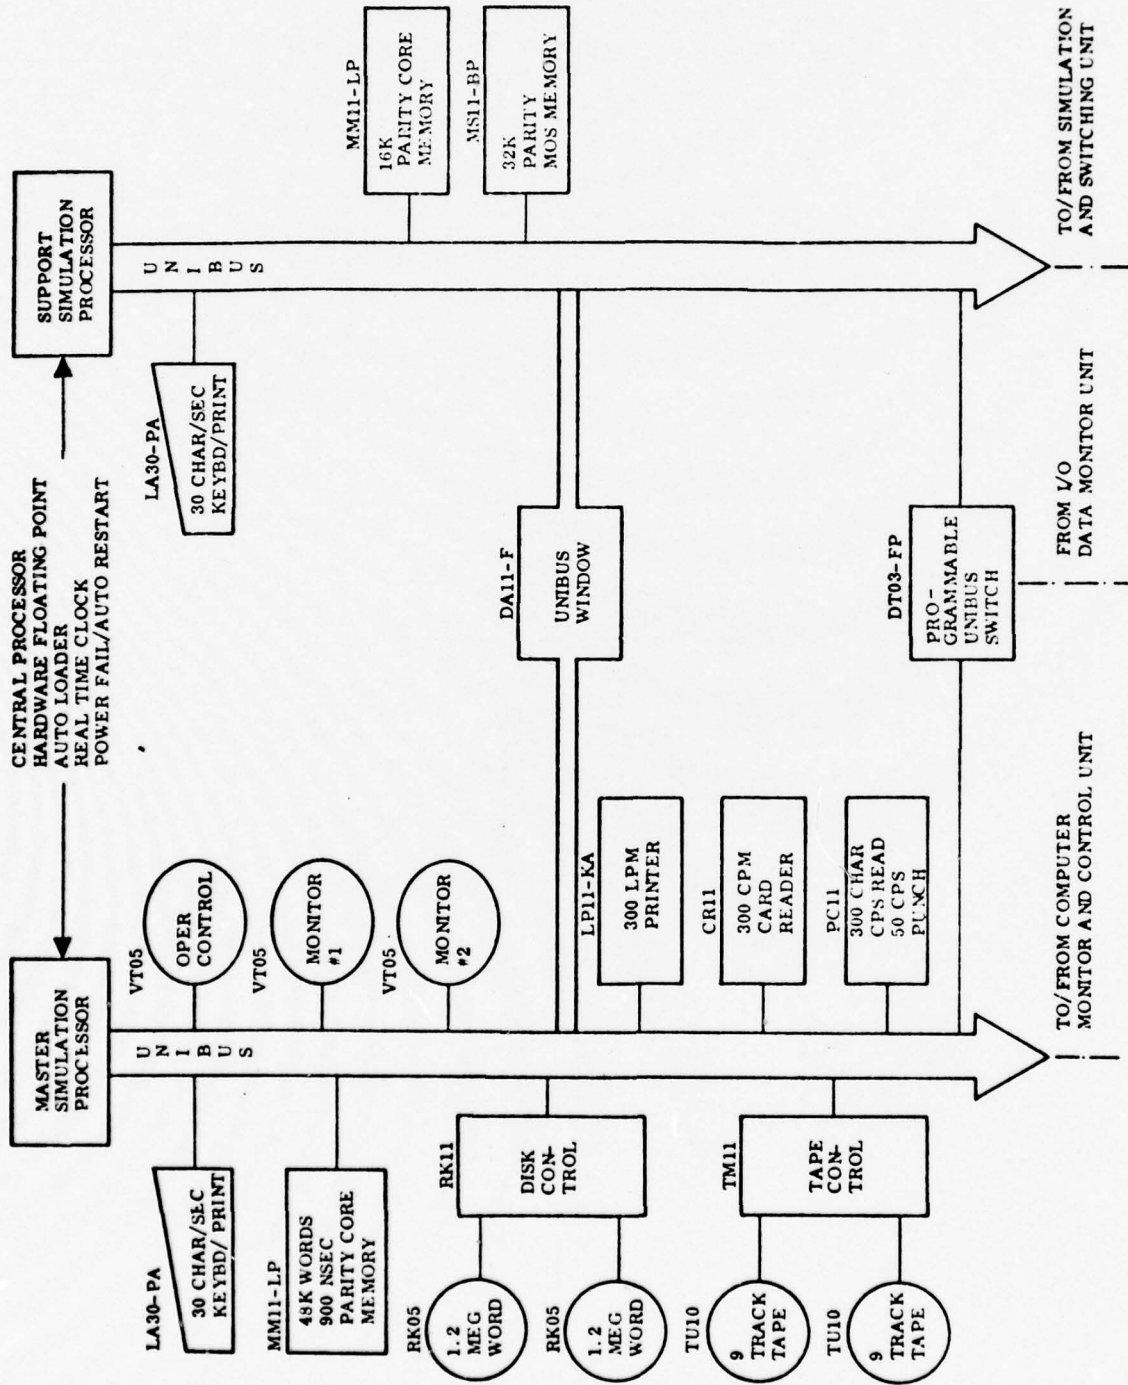 CENTRAL PROCESSOR
HARDWARE FLOATING POINT
AUTO LOADER
REAL TIME CLOCK
POWER FAIL/AUTO RESTART
MASTER
SIMULATION
PROCESSOR
SUPPORT
SIMULATION
PROCESSOR
UNIBUS
UNIBUS
LA30-PA
30 CHAR/SEC
KEYBD/ PRINT
VT05
OPER
CONTROL
LA30-PA
30 CHAR/SEC
KEYBD/PRINT
MM11-LP
48K WORDS
900 NSEC
PARITY CORE
MEMORY
VT05
MONITOR
#1
VT05
MONITOR
#2
MM11-LP
16K
PARITY CORE
MEMORY
MS11-BP
32K
PARITY
MOS MEMORY
RK05
1.2
MEG
WORD
RK05
1.2
MEG
WORD
RK11
DISK
CON-
TROL
DA11-F
UNIBUS
WINDOW
LP11-KA
300 LPM
PRINTER
CR11
300 CPM
CARD
READER
PC11
300 CHAR
CPS READ
50 CPS
PUNCH
TU10
9
TRACK
TAPE
TU10
9
TRACK
TAPE
TM11
TAPE
CON-
TROL
DT03-FP
PRO-
GRAMMABLE
UNIBUS
SWITCH
TO/FROM COMPUTER
MONITOR AND CONTROL UNIT
FROM I/O
DATA MONITOR UNIT
TO/FROM SIMULATION
AND SWITCHING UNIT